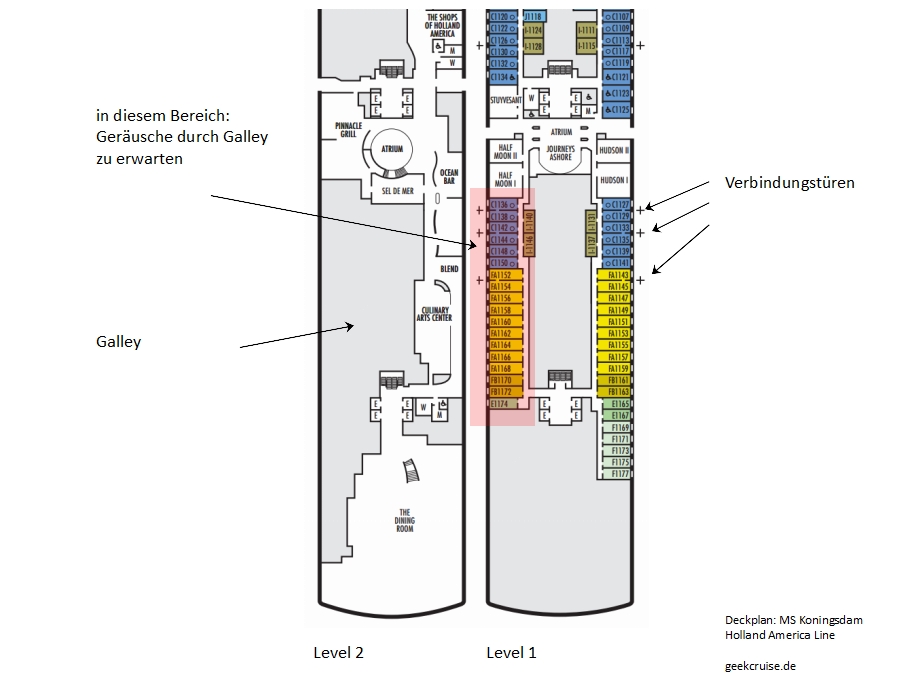 in diesem Bereich:
Geräusche durch Galley
zu erwarten
Galley
THE SHOPS
OF HOLLAND
AMERICA
M
W
E
E
E
E
PINNACLE
GRILL
ATRIUM
OCEAN
BAR
SEL DE MER
BLEND
CULINARY
ARTS CENTER
E
E
E
E
W
M
THE
DINING
ROOM
Level 2
C1120
C1122
C1126
C1130
C1132
C1134
J1118
I-1124
I-1128
I-1111
I-1115
C1107
C1109
C1113
C1117
C1119
C1121
C1123
C1125
STUYVESANT
W
E
E
E
E
M
ATRIUM
HALF
MOON II
JOURNEYS
ASHORE
HUDSON II
HALF
MOON I
HUDSON I
C1136
C1138
C1142
C1144
C1148
C1150
FA1152
FA1154
FA1156
FA1158
FA1160
FA1162
FA1164
FA1166
FA1168
FB1170
FB1172
E1174
I-1140
I-1146
I-1131
I-1137
C1127
C1129
C1133
C1135
C1139
C1141
FA1143
FA1145
FA1147
FA1149
FA1151
FA1153
FA1155
FA1157
FA1159
FB1161
FB1163
E1165
E1167
F1169
F1171
F1173
F1175
F1177
E
E
E
E
Level 1
Verbindungstüren
Deckplan: MS Koningsdam
Holland America Line
geekcruise.de